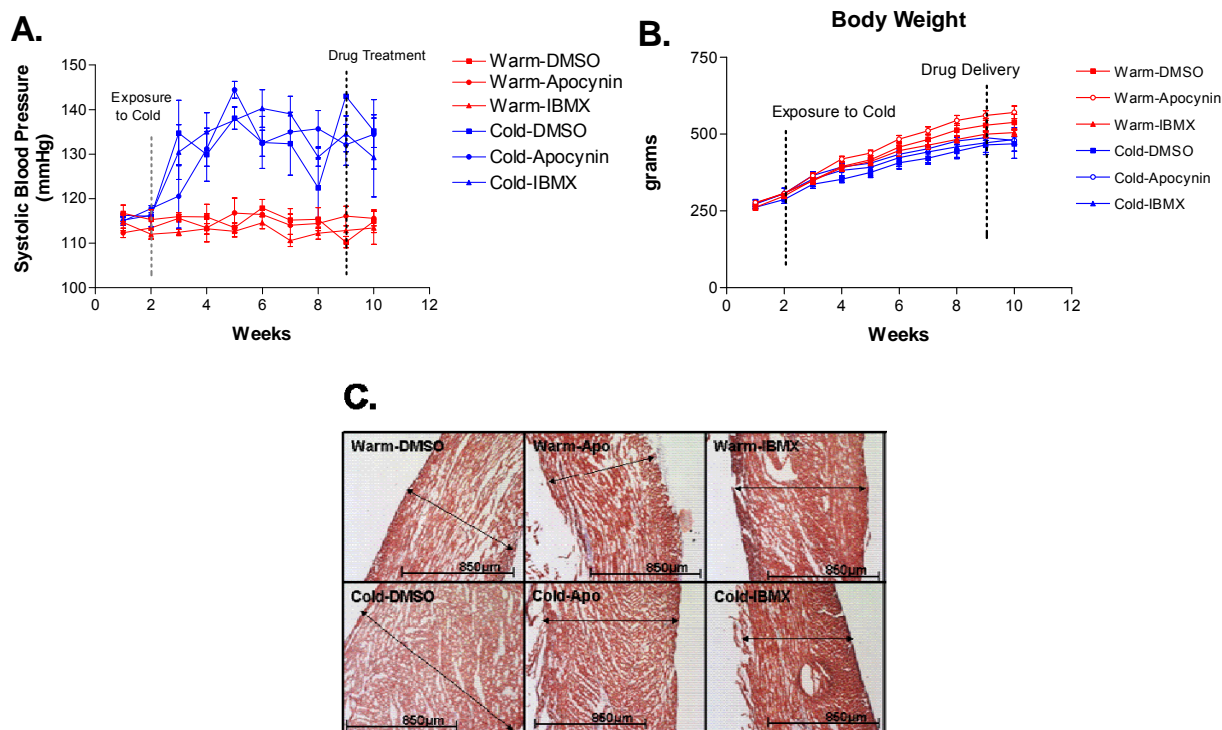 A.
Drug Treatment
Exposure
to Cold
150
140
130
120
110
100
0
2
4
6
8
10
12
Systolic Blood Pressure
(mmHg)
Weeks
Warm-DMSO
Warm-Apocynin
Warm-IBMX
Cold-DMSO
Cold-Apocynin
Cold-IBMX
B.
Body Weight
Drug Delivery
Exposure to Cold
750
500
250
0
0
2
4
6
8
10
12
grams
Weeks
Warm-DMSO
Warm-Apocynin
Warm-IBMX
Cold-DMSO
Cold-Apocynin
Cold-IBMX
C.
Warm-DMSO
Warm-Apo
Warm-IBMX
850µm
850µm
850µm
Cold-DMSO
Cold-Apo
Cold-IBMX
850µm
850µm
850µm